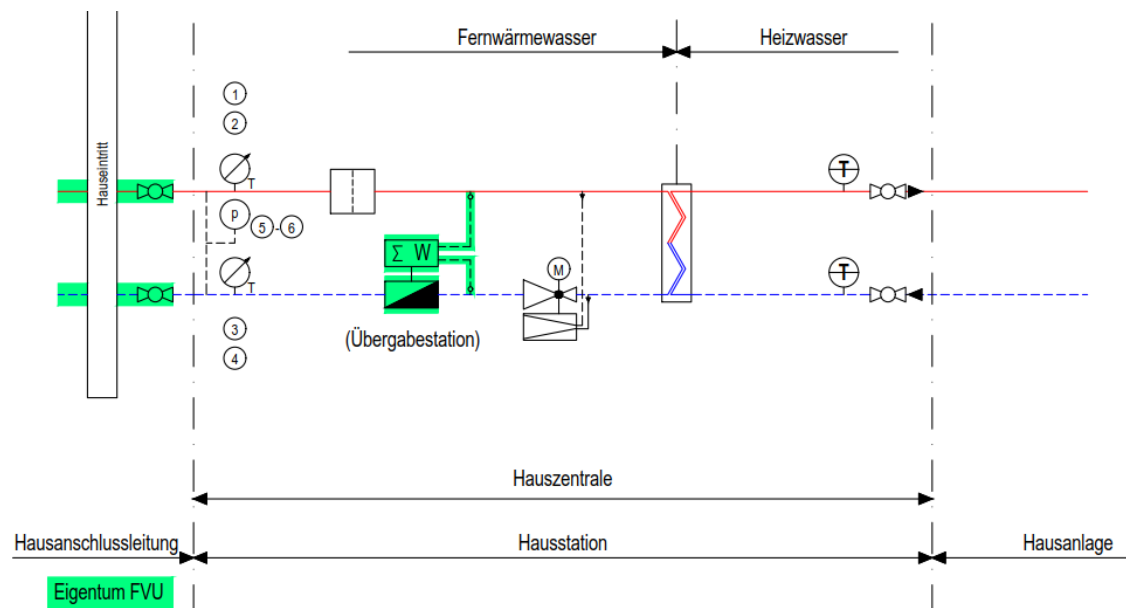 Fernwärmewasser
Heizwasser
Hauseintritt
1
2
T
T
T
p
5 - 6
Σ W
T
M
T
(Übergabestation)
3
4
Hauszentrale
Hausanschlussleitung
Hausstation
Hausanlage
Eigentum FVU